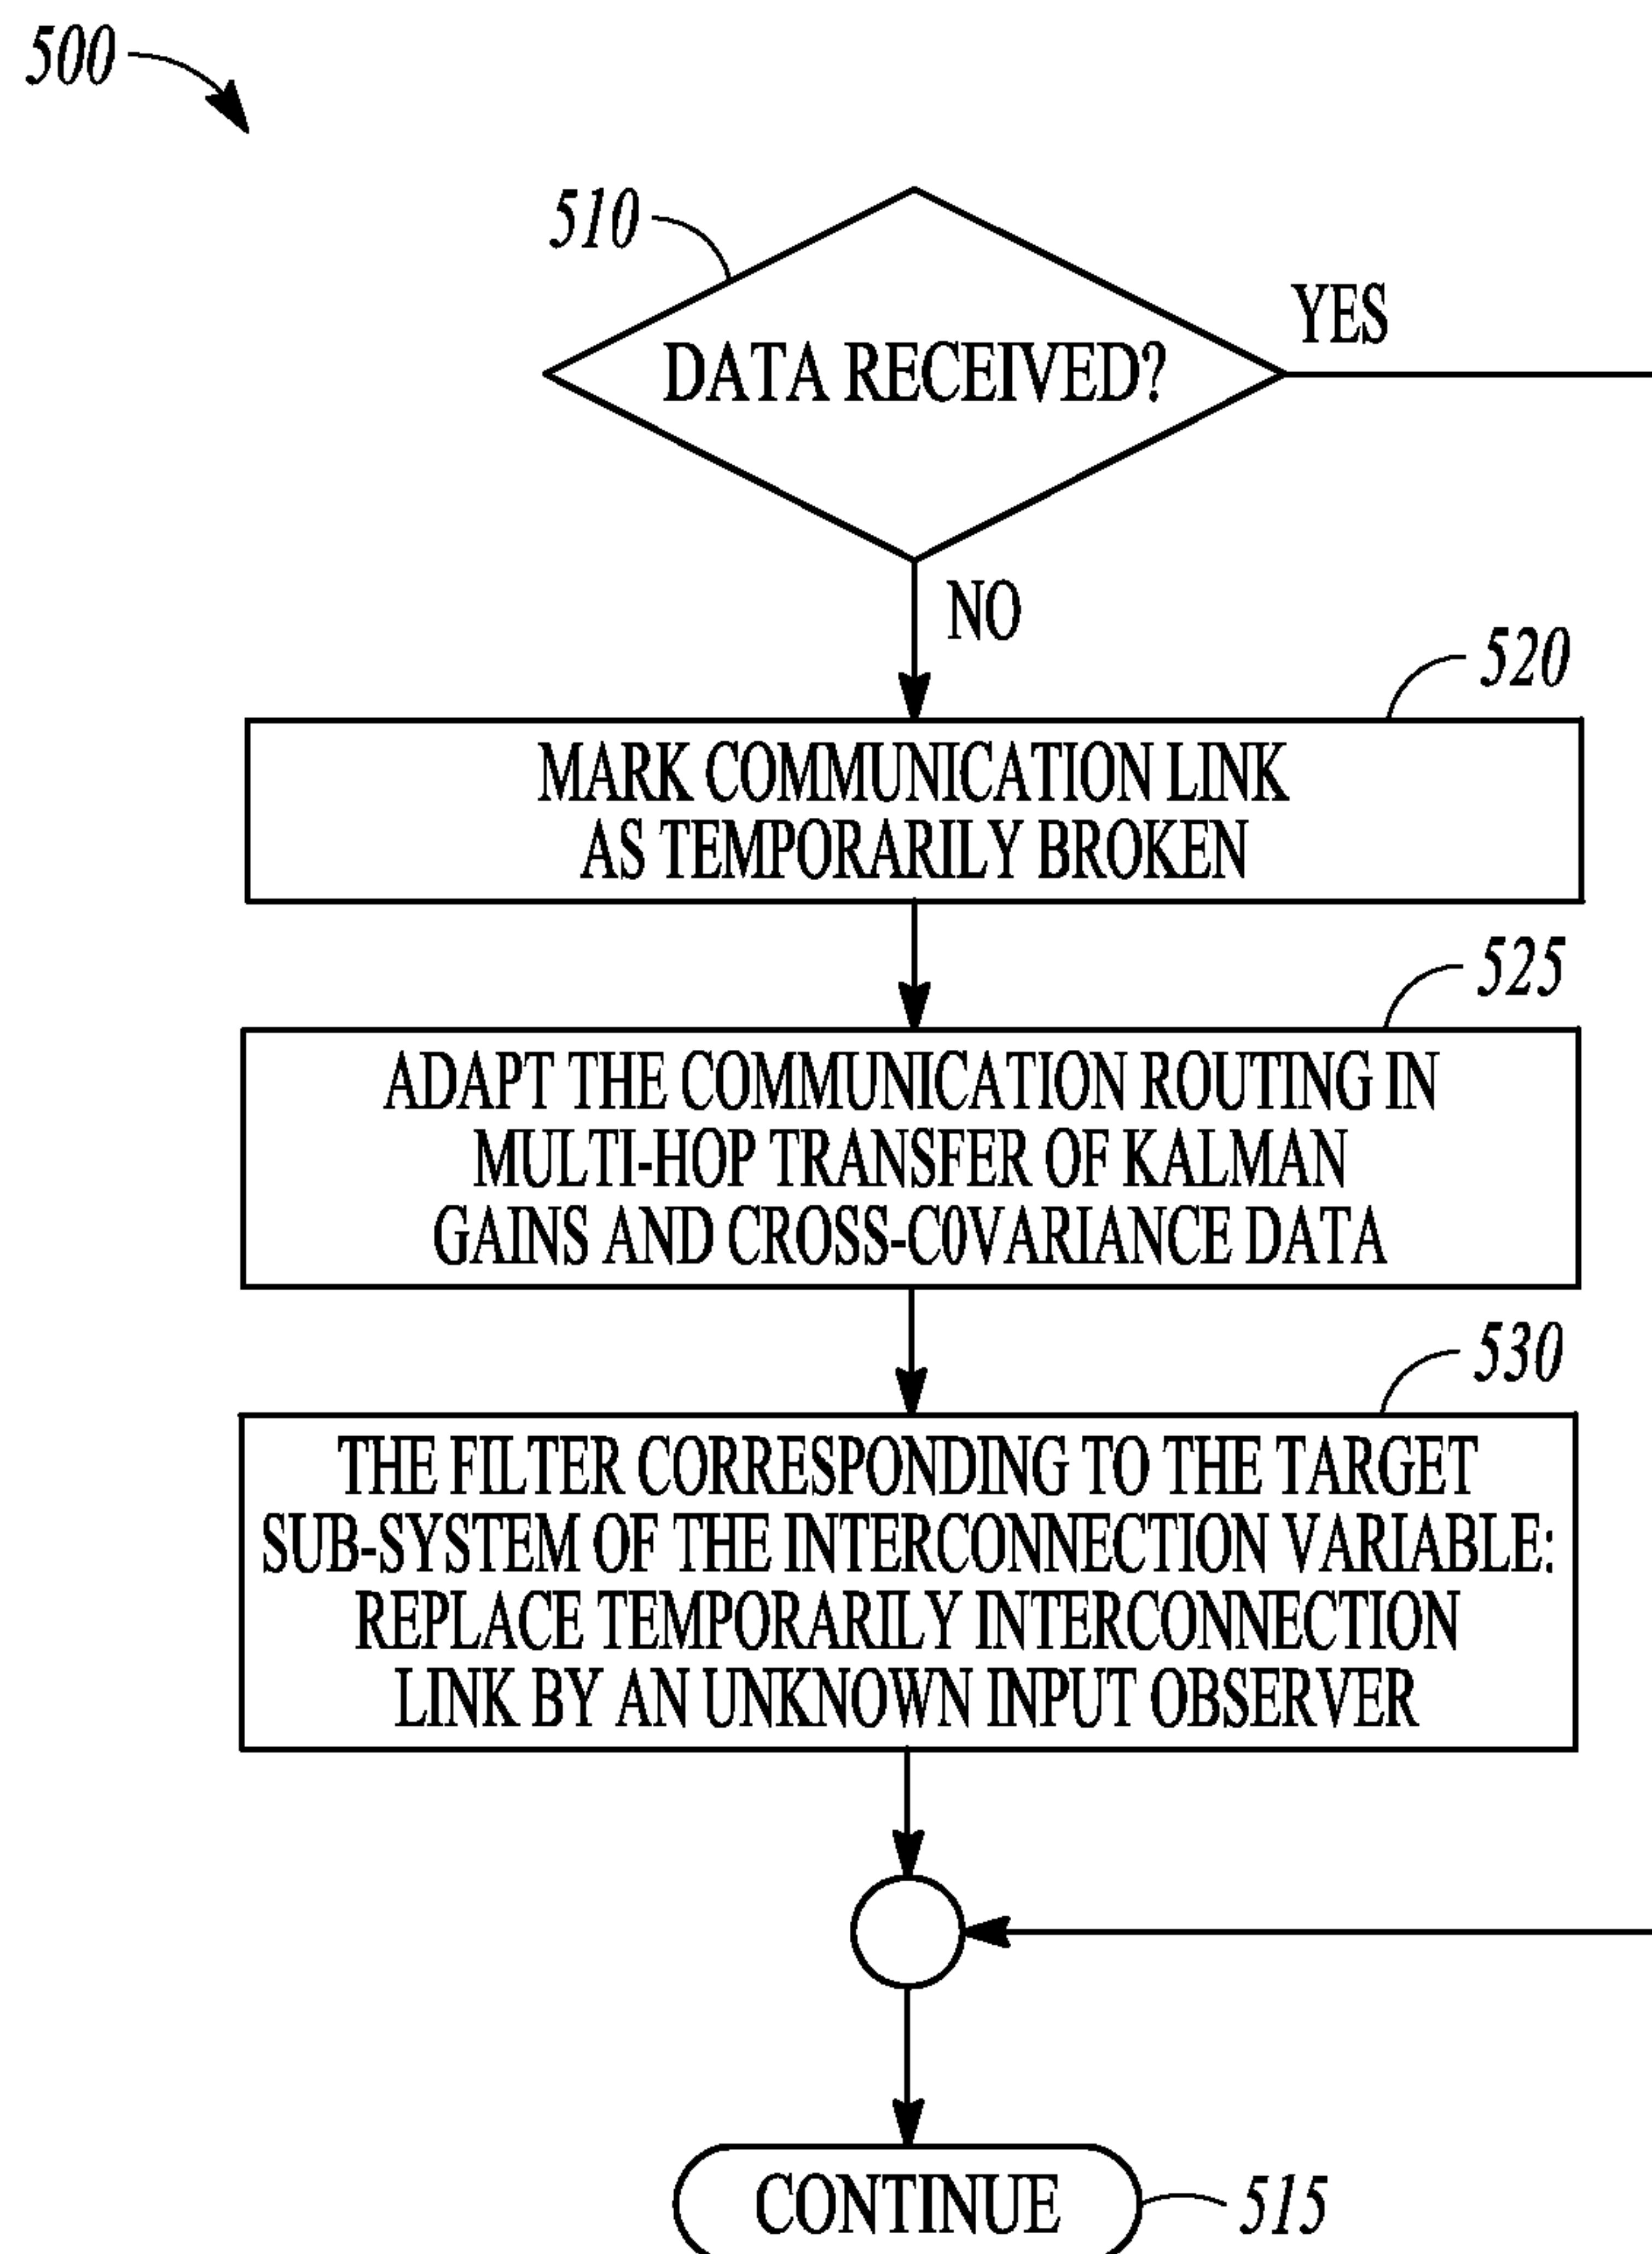 500
510
DATA RECEIVED?
YES
NO
520
MARK COMMUNICATION LINK
AS TEMPORARILY BROKEN
525
ADAPT THE COMMUNICATION ROUTING IN
MULTI-HOP TRANSFER OF KALMAN
GAINS AND CROSS-C0VARIANCE DATA
530
THE FILTER CORRESPONDING TO THE TARGET
SUB-SYSTEM OF THE INTERCONNECTION VARIABLE:
REPLACE TEMPORARILY INTERCONNECTION
LINK BY AN UNKNOWN INPUT OBSERVER
CONTINUE
515